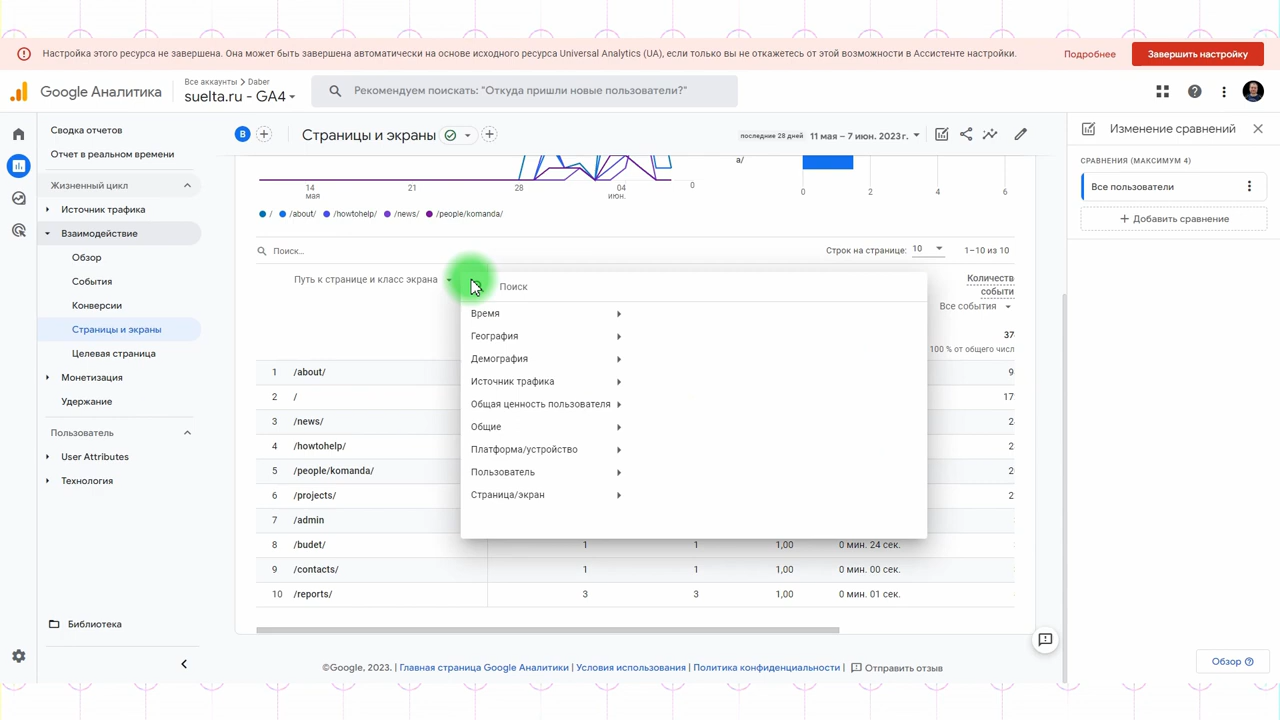 Настройка этого ресурса не завершена. Она может быть завершена автоматически на основе исходного ресурса Universal Analytics (UA), если только вы не откажетесь от этой возможности в Ассистенте настройки.
Подробнее
Завершить настройку
Google Аналитика
Все аккаунты > Daber
suelta.ru - GA4
Рекомендуем поискать: "Откуда пришли новые пользователи?"
Сводка отчетов
Отчет в реальном времени
Жизненный цикл
Источник трафика
Взаимодействие
Обзор
События
Конверсии
Страницы и экраны
Целевая страница
Монетизация
Удержание
Пользователь
User Attributes
Технология
Библиотека
В
Страницы и экраны
последние 28 дней
11 мая – 7 июн. 2023 г.
14
мая
21
28
04
июн.
0
а/
0
2
4
6
/
/about/
/howtohelp/
/news/
/people/komanda/
Поиск...
Строк на странице:
10
1–10 из 10
Путь к странице и класс экрана
Количеств
событи
Все события
37
100 % от общего числ
Поиск
Время
География
Демография
Источник трафика
Общая ценность пользователя
Общие
Платформа/устройство
Пользователь
Страница/экран
1 /about/ 9
2 / 17
3 /news/ 2
4 /howtohelp/ 2
5 /people/komanda/ 2
6 /projects/ 2
7 /admin
8 /budet/ 1 1 1,00 0 мин. 24 сек.
9 /contacts/ 1 1 1,00 0 мин. 00 сек.
10 /reports/ 3 3 1,00 0 мин. 01 сек.
©Google, 2023. | Главная страница Google Аналитики | Условия использования | Политика конфиденциальности | Отправить отзыв
Изменение сравнений
СРАВНЕНИЯ (МАКСИМУМ 4)
Все пользователи
+ Добавить сравнение
Обзор